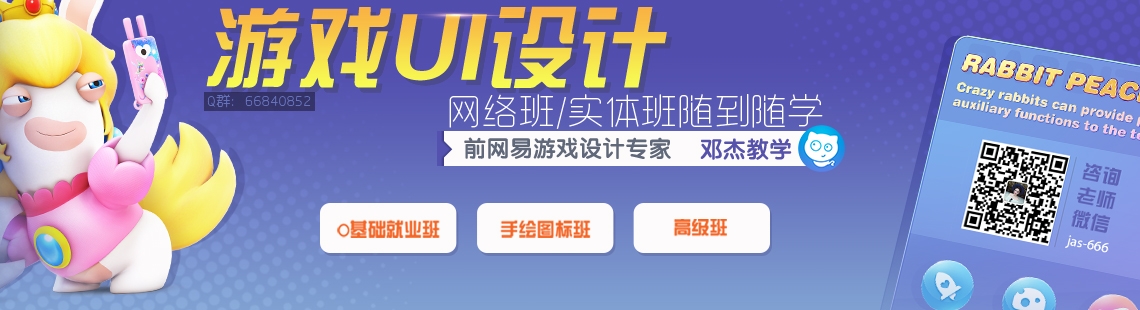 游戏UI设计
Q群：66840852
网络班/实体班随到随学
前网易游戏设计专家 邓杰教学
0基础就业班
手绘图标班
高级班
RABBIT PEAC
Crazy rabbits can provide
auxiliary functions to the te
咨询
老师
微信
jas-666